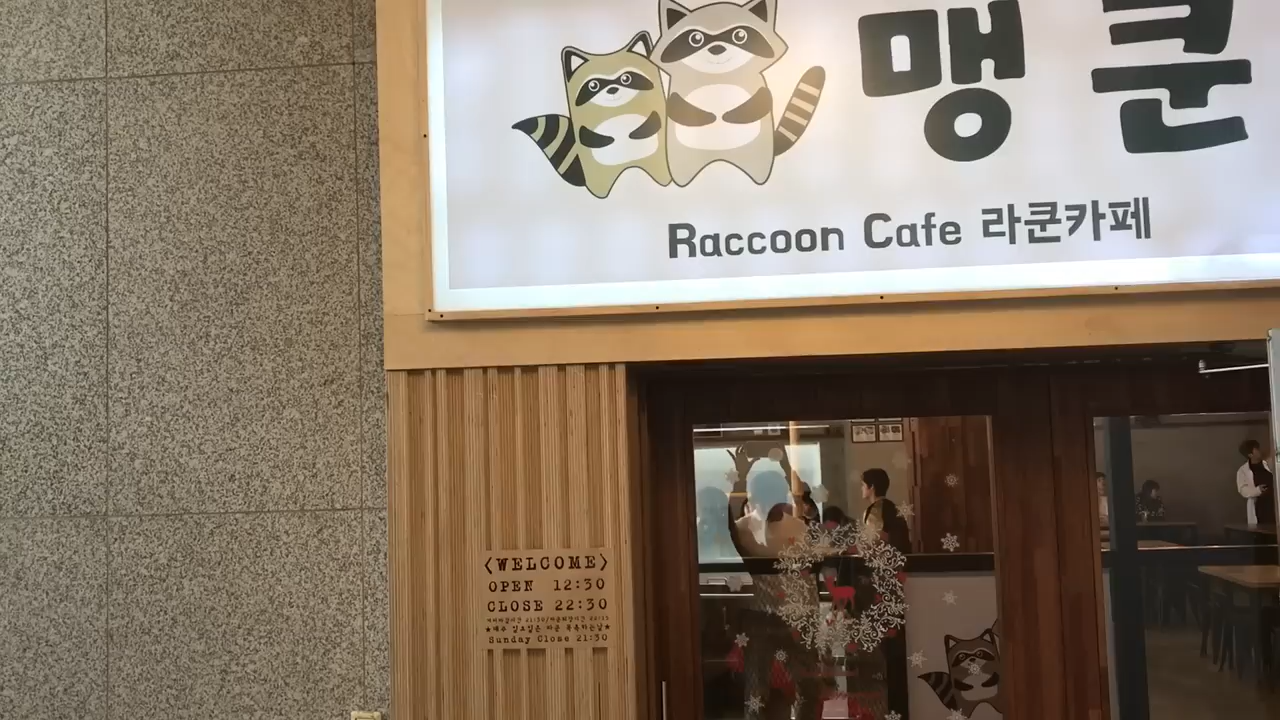 맹쿤
Raccoon Cafe 라쿤카페
<WELCOME>
OPEN 12:30
CLOSE 22:30
Sunday Close 21:30